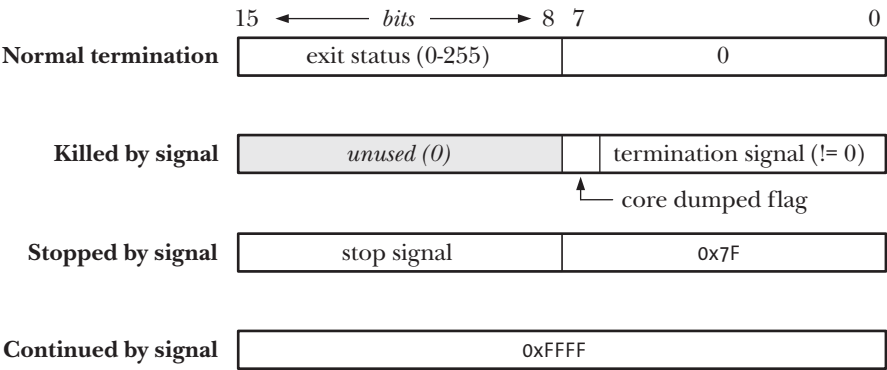 15 bits 8 7 0
Normal termination exit status (0-255) 0
Killed by signal unused (0) termination signal (!= 0)
core dumped flag
Stopped by signal stop signal 0x7F
Continued by signal 0xFFFF